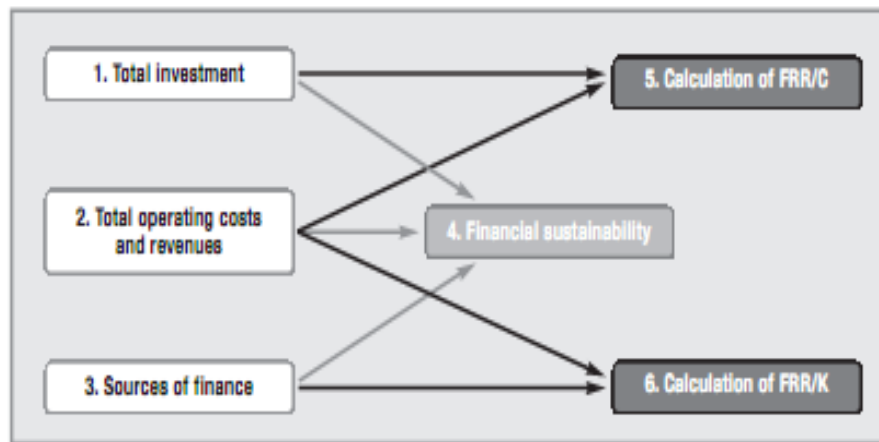 1. Total investment
5. Calculation of FRR/C
2. Total operating costs
and revenues
4. Financial sustainability
3. Sources of finance
6. Calculation of FRR/K